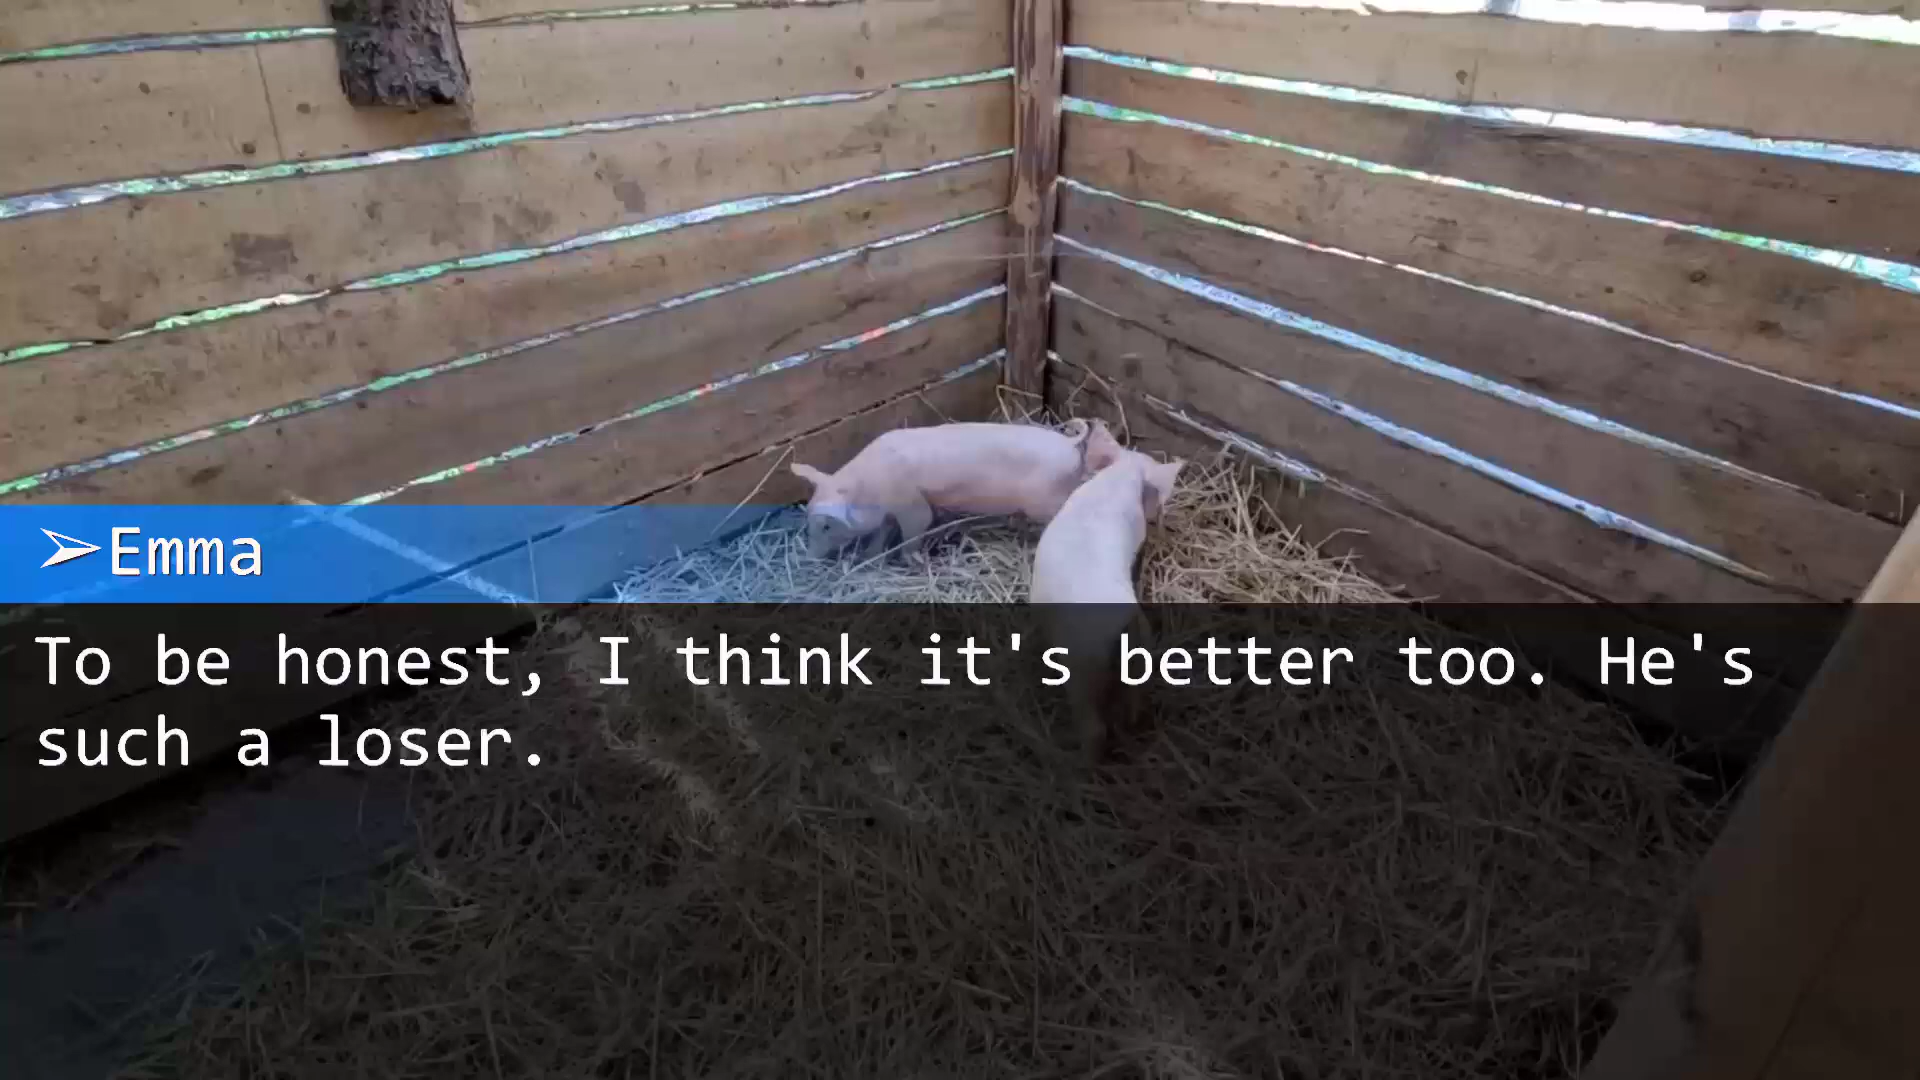 ➢Emma
To be honest, I think it's better too. He's
such a loser.